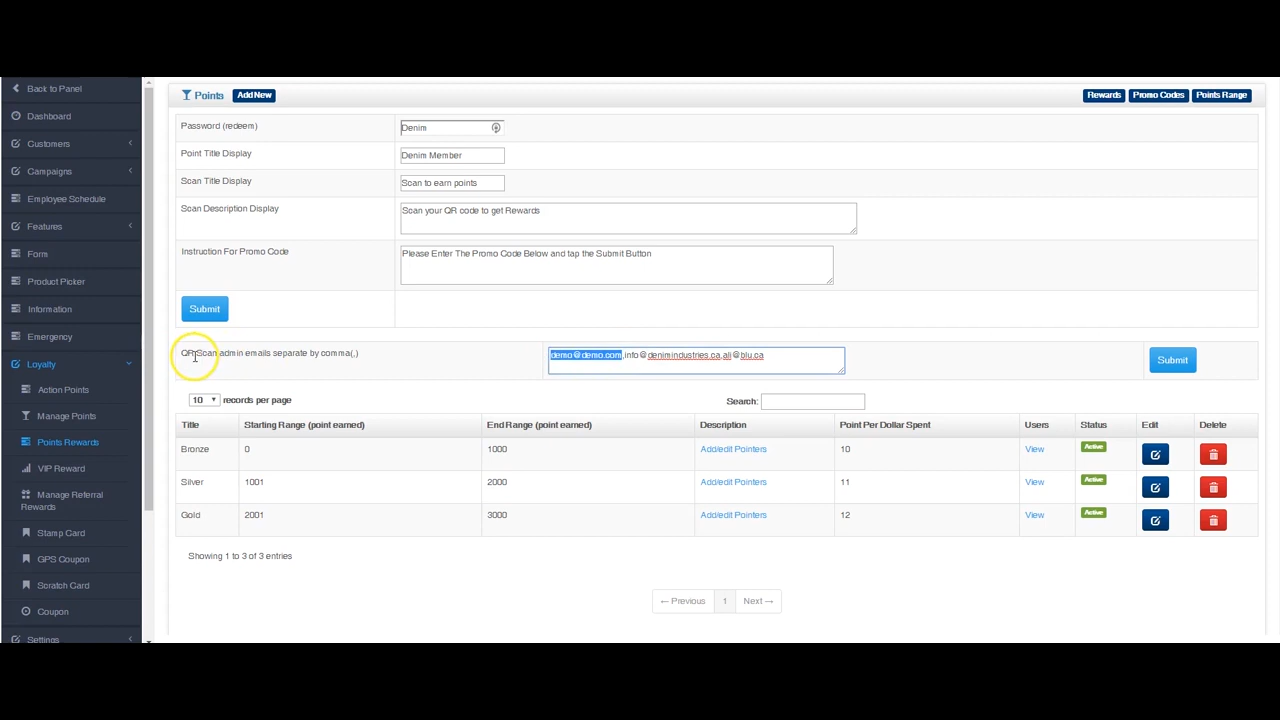 Back to Panel
Dashboard
Customers
Campaigns
Employee Schedule
Features
Form
Product Picker
Information
Emergency
Loyalty
Action Points
Manage Points
Points Rewards
VIP Reward
Manage Referral
Rewards
Stamp Card
GPS Coupon
Scratch Card
Coupon
Settings
Points Add New Rewards Promo Codes Points Range
Password (redeem) Denim
Point Title Display Denim Member
Scan Title Display Scan to earn points
Scan Description Display Scan your QR code to get Rewards
Instruction For Promo Code Please Enter The Promo Code Below and tap the Submit Button
Submit
QR Scan admin emails separate by comma(,) demo@demo.com,info@denimindustries.ca,ali@blu.ca Submit
10 records per page Search:
Title Starting Range (point earned) End Range (point earned) Description Point Per Dollar Spent Users Status Edit Delete
Bronze 0 1000 Add/edit Pointers 10 View Active
Silver 1001 2000 Add/edit Pointers 11 View Active
Gold 2001 3000 Add/edit Pointers 12 View Active
Showing 1 to 3 of 3 entries
← Previous 1 Next →